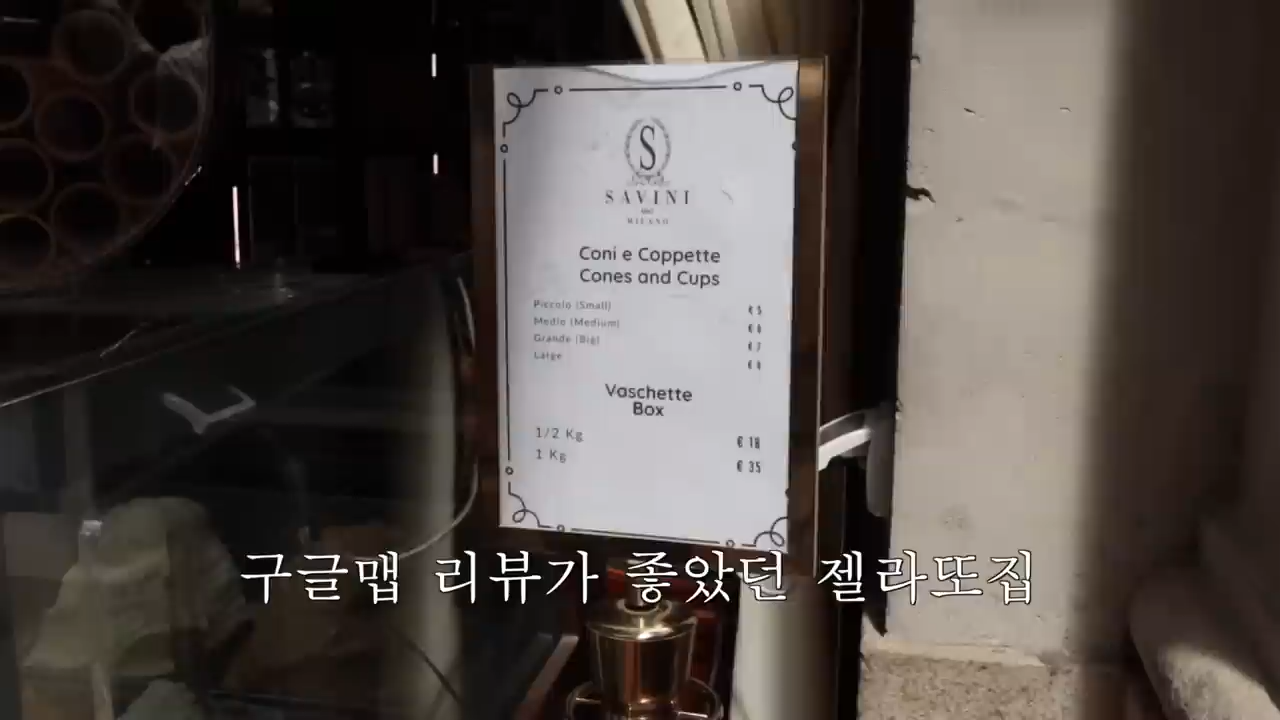 S
SAVINI
MILANO
Coni e Coppette
Cones and Cups
Piccolo (Small) € 5
Medio (Medium) € 6
Grande (Big) € 7
Large
Vaschette
Box
1/2 Kg € 18
1 Kg € 35
구글맵 리뷰가 좋았던 젤라또집